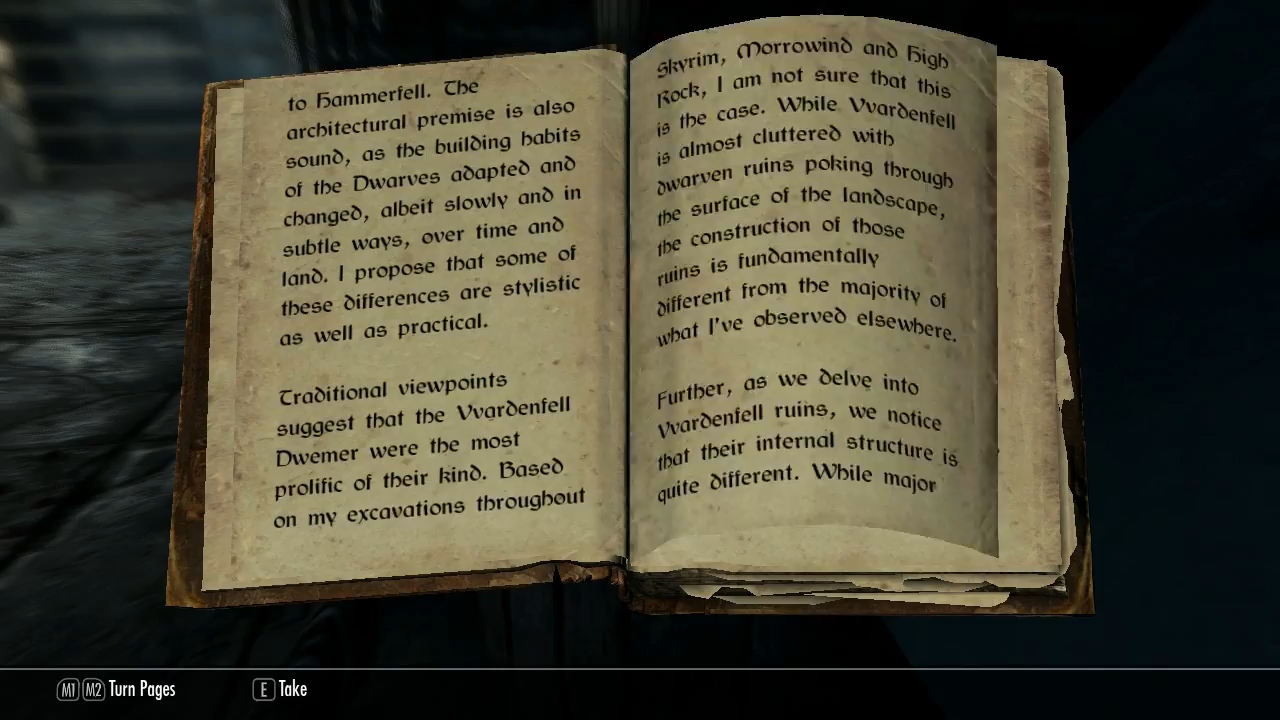 to Hammerfell. The
architectural premise is also
sound, as the building habits
of the Dwarves adapted and
changed, albeit slowly and in
subtle ways, over time and
land. I propose that some of
these differences are stylistic
as well as practical.
Traditional viewpoints
suggest that the Vvardenfell
Dwemer were the most
prolific of their kind. Based
on my excavations throughout
Skyrim, Morrowind and High
Rock, I am not sure that this
is the case. While Vvardenfell
is almost cluttered with
dwarven ruins poking through
the surface of the landscape,
the construction of those
ruins is fundamentally
different from the majority of
what I've observed elsewhere.
Further, as we delve into
Vvardenfell ruins, we notice
that their internal structure is
quite different. While major
M1 M2 Turn Pages
E Take